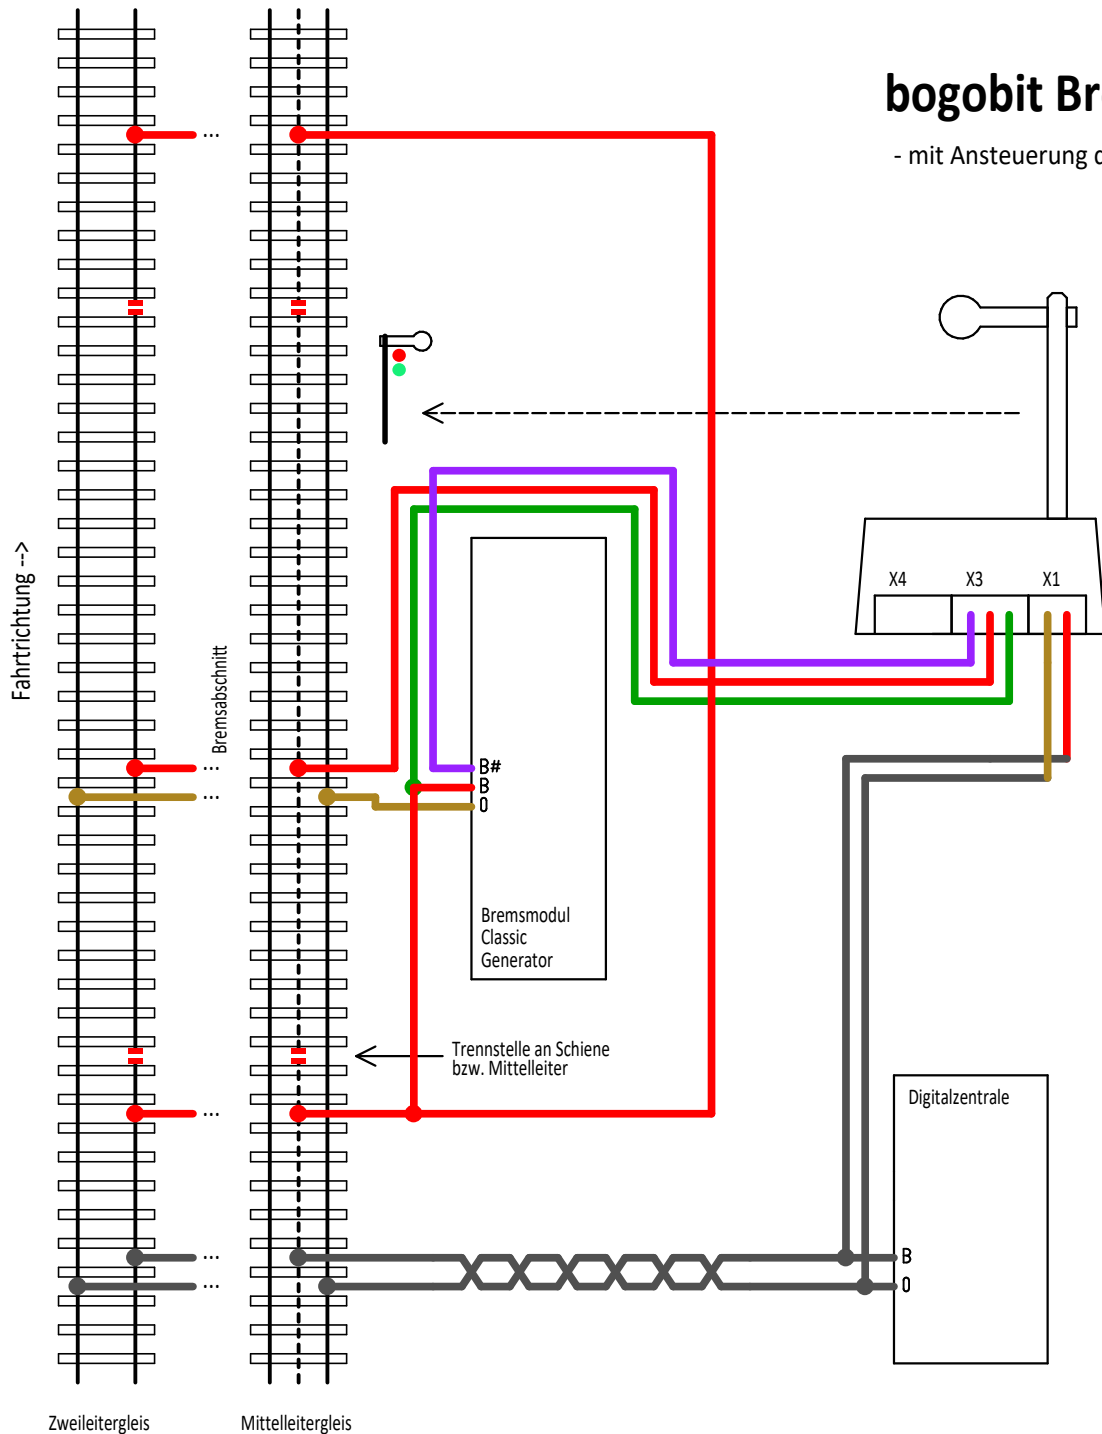 bogobit Br
- mit Ansteuerung d
...
...
X4
X3
X1
Fahrtrichtung -->
Bremsabschnitt
...
...
B#
B
0
Bremsmodul
Classic
Generator
Trennstelle an Schiene
bzw. Mittelleiter
...
Digitalzentrale
...
...
B
0
Zweileitergleis
Mittelleitergleis